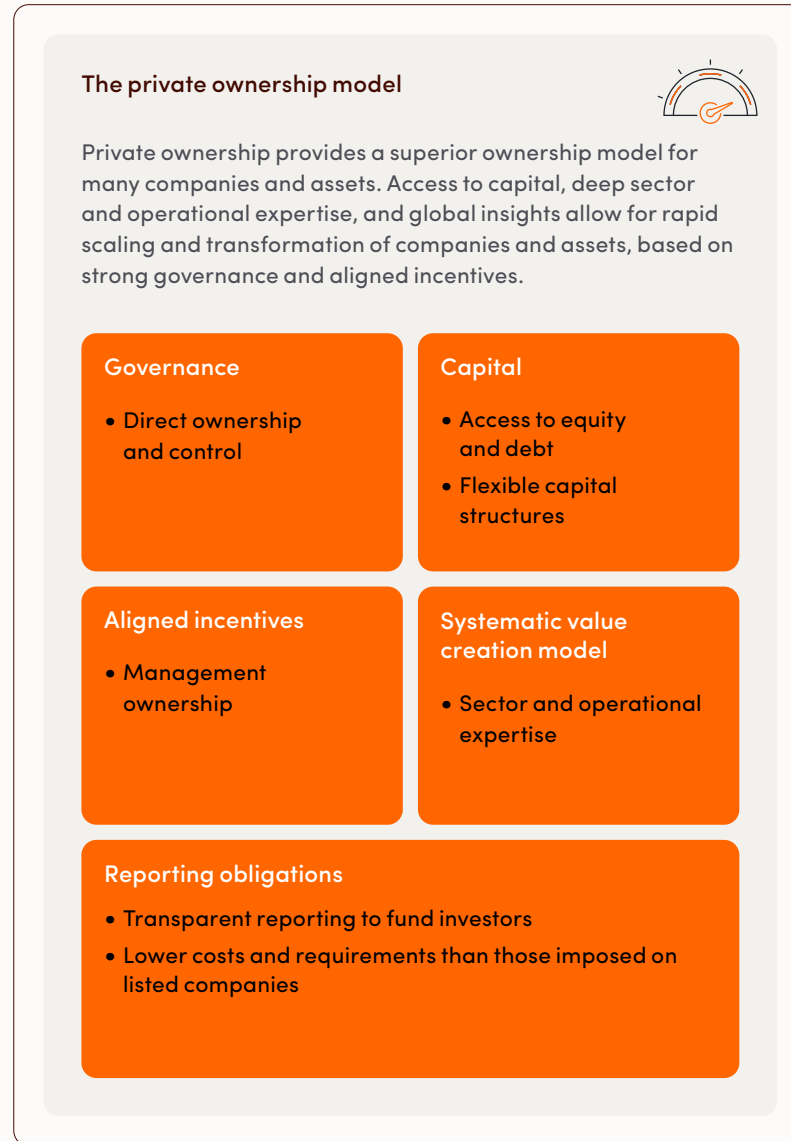 The private ownership model
Private ownership provides a superior ownership model for
many companies and assets. Access to capital, deep sector
and operational expertise, and global insights allow for rapid
scaling and transformation of companies and assets, based on
strong governance and aligned incentives.
Governance
• Direct ownership
and control
Capital
• Access to equity
and debt
• Flexible capital
structures
Aligned incentives
• Management
ownership
Systematic value
creation model
• Sector and operational
expertise
Reporting obligations
• Transparent reporting to fund investors
• Lower costs and requirements than those imposed on
listed companies